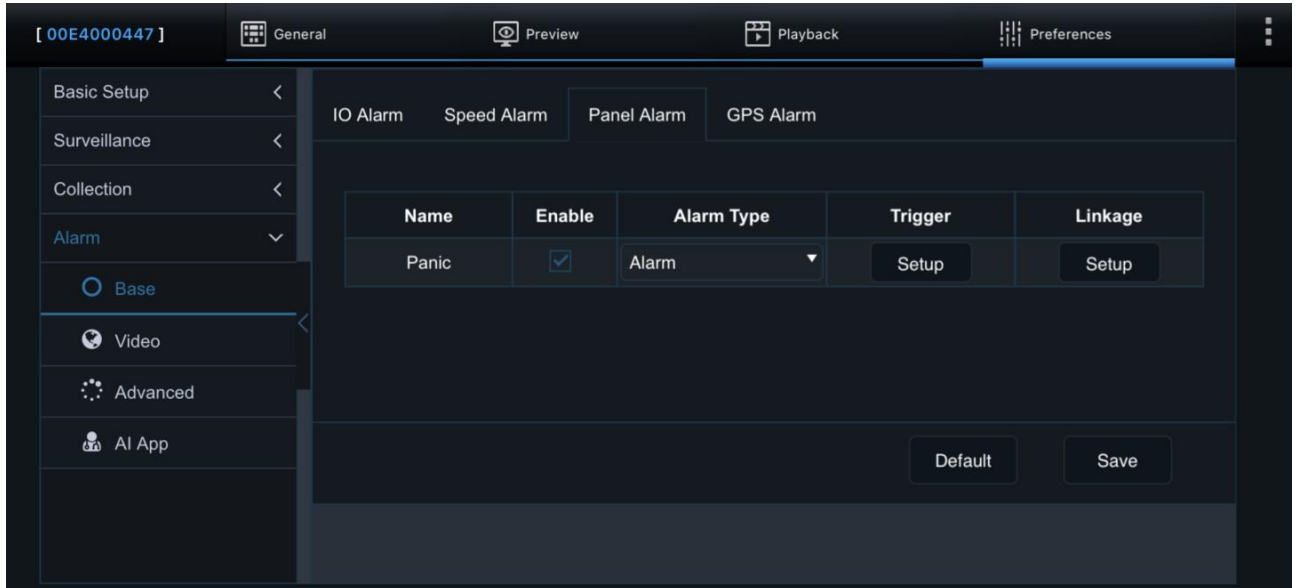 [ 00E4000447 ] General Preview Playback Preferences
Basic Setup
Surveillance
Collection
Alarm
Base
Video
Advanced
AI App
IO Alarm Speed Alarm Panel Alarm GPS Alarm
Name Enable Alarm Type Trigger Linkage
Panic Alarm Setup Setup
Default Save